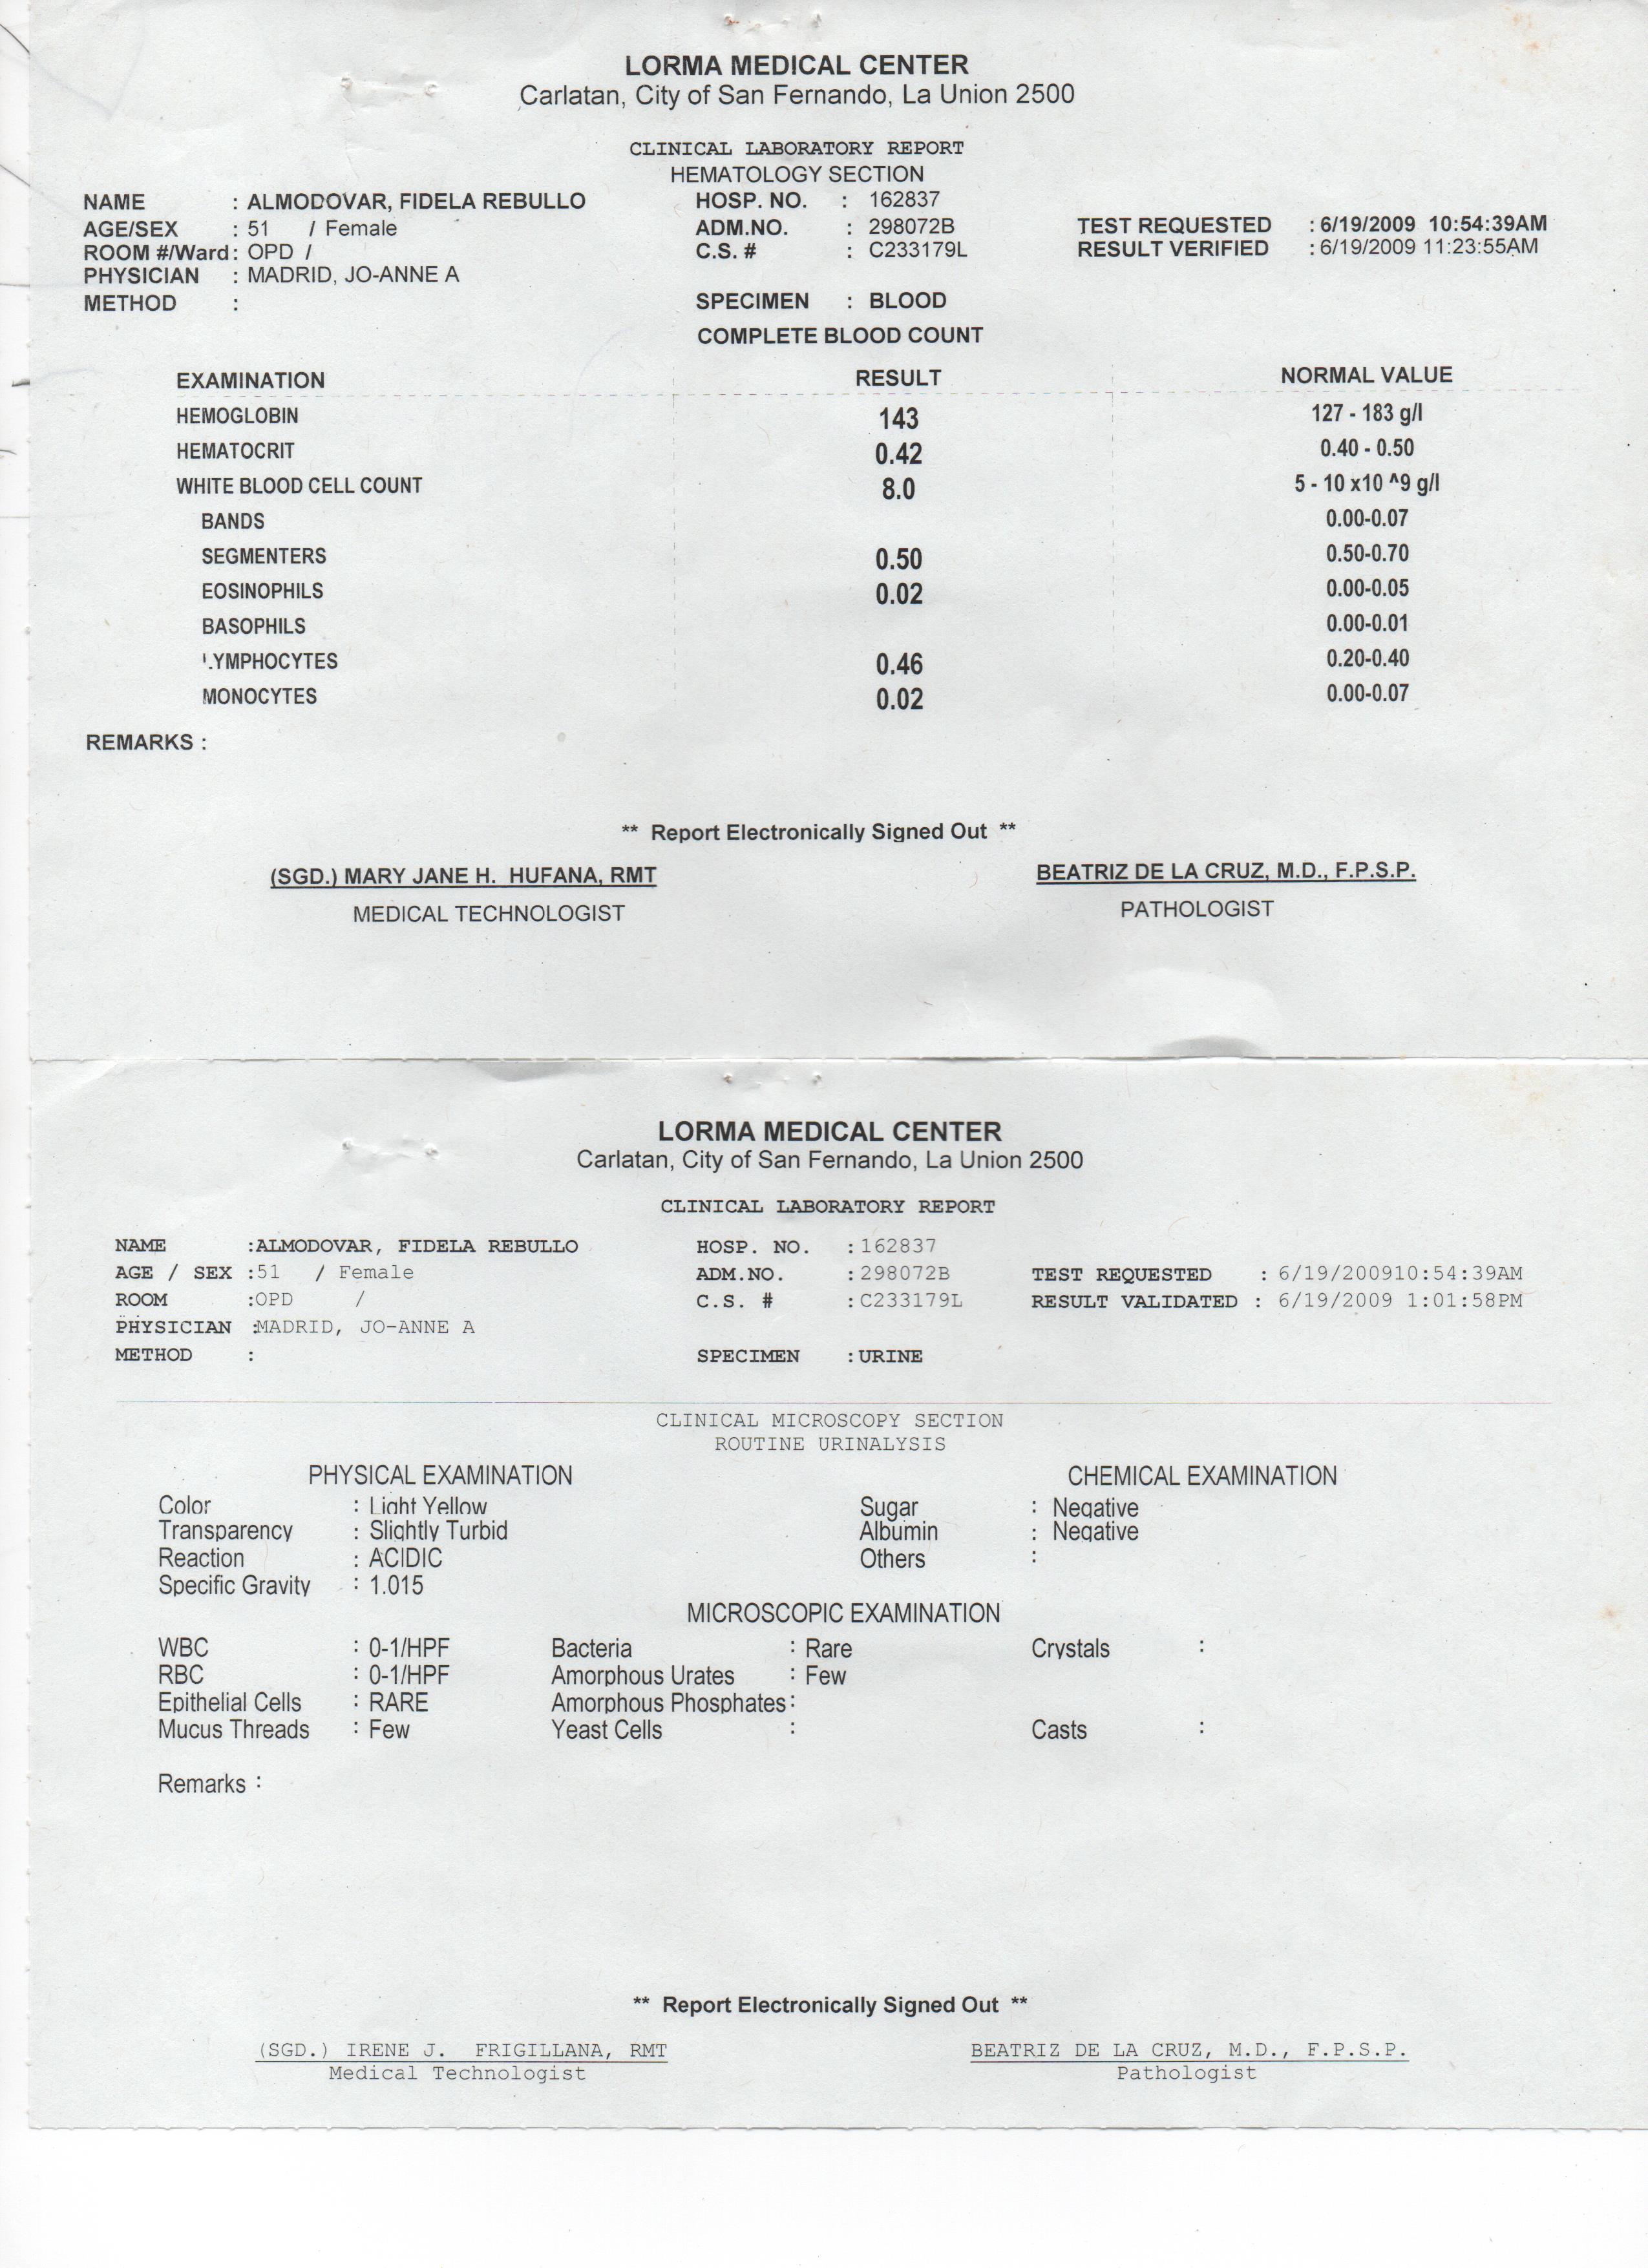 LORMA MEDICAL CENTER
Carlatan, City of San Fernando, La Union 2500
CLINICAL LABORATORY REPORT
HEMATOLOGY SECTION
NAME : ALMODOVAR, FIDELA REBULLO HOSP. NO. : 162837
AGE/SEX : 51 / Female ADM.NO. : 298072B TEST REQUESTED : 6/19/2009 10:54:39AM
ROOM #/Ward : OPD / C.S. # : C233179L RESULT VERIFIED : 6/19/2009 11:23:55AM
PHYSICIAN : MADRID, JO-ANNE A
METHOD : SPECIMEN : BLOOD
COMPLETE BLOOD COUNT
EXAMINATION RESULT NORMAL VALUE
HEMOGLOBIN 143 127 - 183 g/l
HEMATOCRIT 0.42 0.40 - 0.50
WHITE BLOOD CELL COUNT 8.0 5 - 10 x10 ^9 g/l
BANDS 0.00-0.07
SEGMENTERS 0.50 0.50-0.70
EOSINOPHILS 0.02 0.00-0.05
BASOPHILS 0.00-0.01
LYMPHOCYTES 0.46 0.20-0.40
MONOCYTES 0.02 0.00-0.07
REMARKS :
** Report Electronically Signed Out **
(SGD.) MARY JANE H. HUFANA, RMT BEATRIZ DE LA CRUZ, M.D., F.P.S.P.
MEDICAL TECHNOLOGIST PATHOLOGIST
LORMA MEDICAL CENTER
Carlatan, City of San Fernando, La Union 2500
CLINICAL LABORATORY REPORT
NAME :ALMODOVAR, FIDELA REBULLO HOSP. NO. :162837
AGE / SEX :51 / Female ADM.NO. :298072B TEST REQUESTED : 6/19/200910:54:39AM
ROOM :OPD / C.S. # :C233179L RESULT VALIDATED : 6/19/2009 1:01:58PM
PHYSICIAN :MADRID, JO-ANNE A
METHOD : SPECIMEN :URINE
CLINICAL MICROSCOPY SECTION
ROUTINE URINALYSIS
PHYSICAL EXAMINATION CHEMICAL EXAMINATION
Color : Light Yellow Sugar : Negative
Transparency : Slightly Turbid Albumin : Negative
Reaction : ACIDIC Others :
Specific Gravity : 1.015
MICROSCOPIC EXAMINATION
WBC : 0-1/HPF Bacteria : Rare Crystals :
RBC : 0-1/HPF Amorphous Urates : Few
Epithelial Cells : RARE Amorphous Phosphates :
Mucus Threads : Few Yeast Cells : Casts :
Remarks :
** Report Electronically Signed Out **
(SGD.) IRENE J. FRIGILLANA, RMT BEATRIZ DE LA CRUZ, M.D., F.P.S.P.
Medical Technologist Pathologist